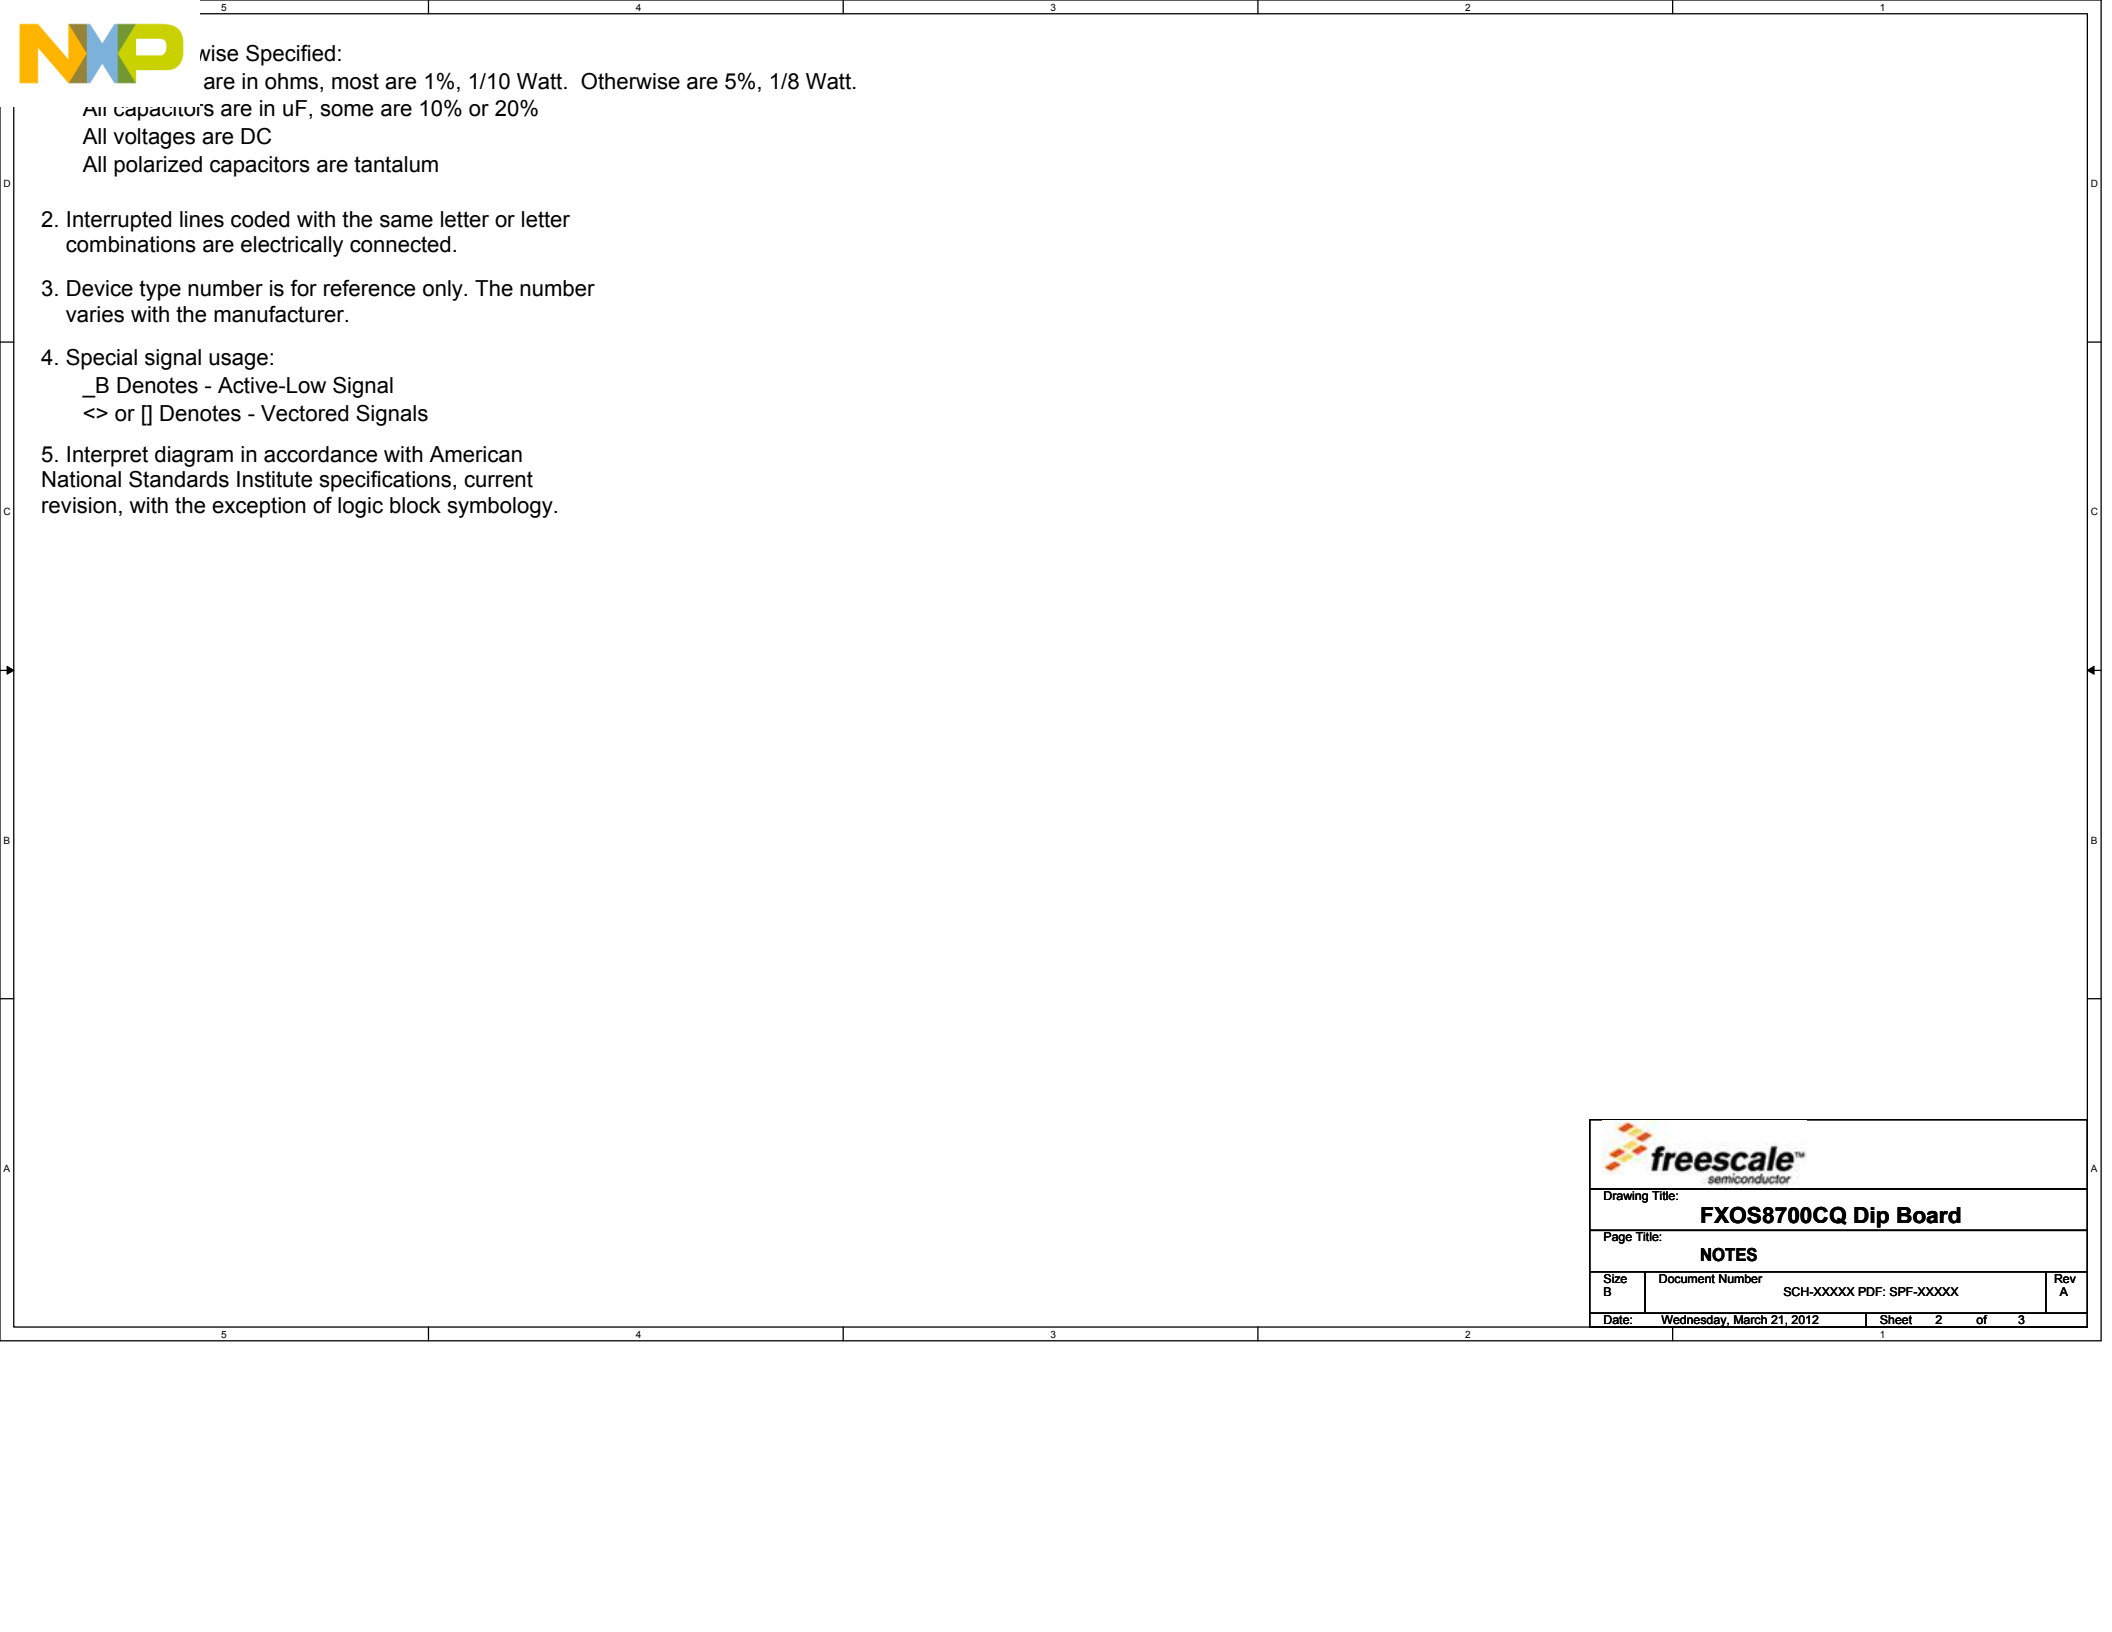 5 4 3 2 1
NXP
wise Specified:
are in ohms, most are 1%, 1/10 Watt. Otherwise are 5%, 1/8 Watt.
All capacitors are in uF, some are 10% or 20%
All voltages are DC
All polarized capacitors are tantalum
D D
2. Interrupted lines coded with the same letter or letter
combinations are electrically connected.
3. Device type number is for reference only. The number
varies with the manufacturer.
4. Special signal usage:
_B Denotes - Active-Low Signal
<> or [] Denotes - Vectored Signals
5. Interpret diagram in accordance with American
National Standards Institute specifications, current
revision, with the exception of logic block symbology.
C C
B B
A A
freescale™
semiconductor
Drawing Title:
FXOS8700CQ Dip Board
Page Title:
NOTES
Size Document Number Rev
B SCH-XXXXX PDF: SPF-XXXXX A
Date: Wednesday, March 21, 2012 Sheet 2 of 3
5 4 3 2 1